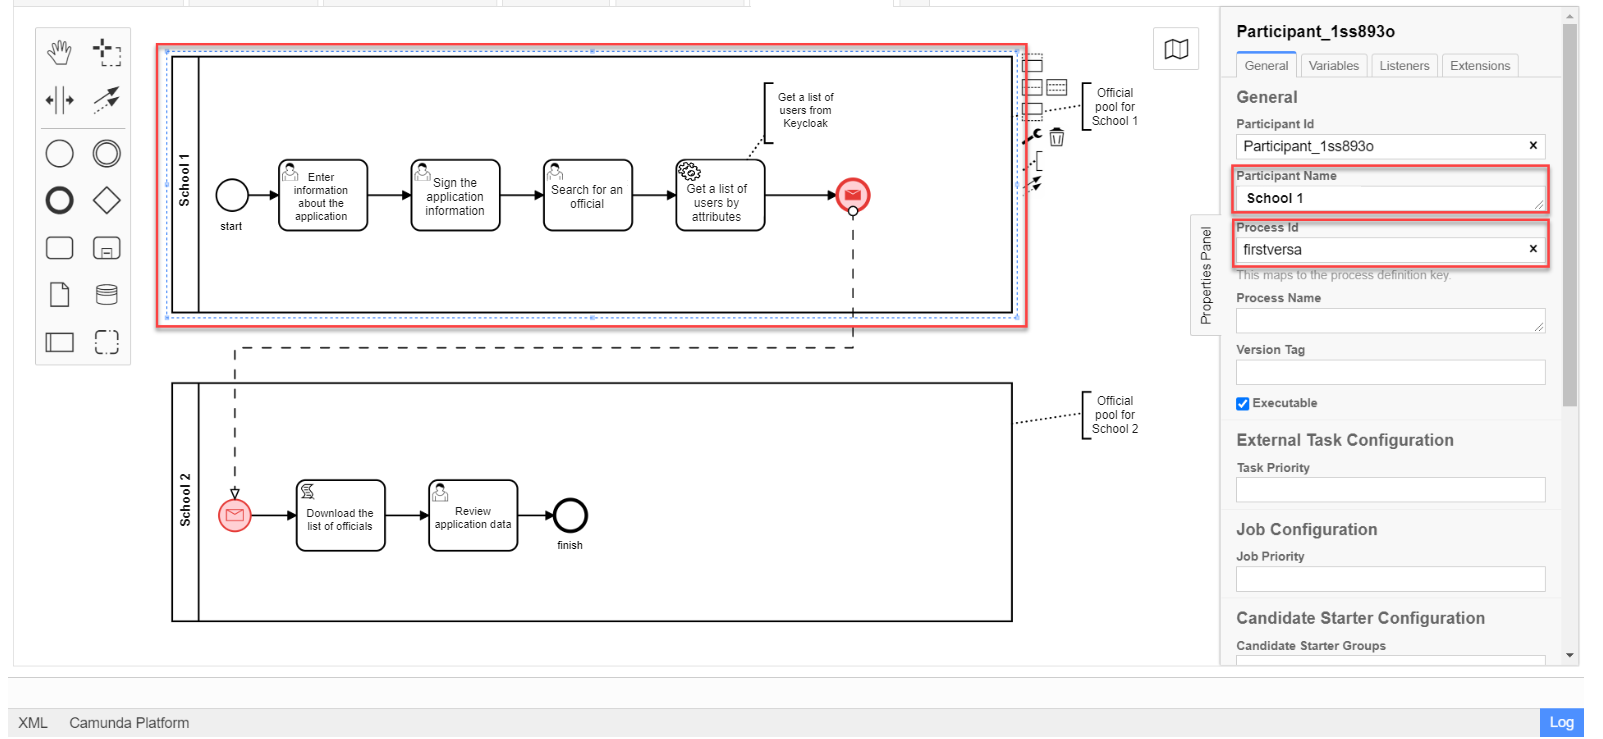 School 1
start
Enter
information
about the
application
Sign the
application
information
Search for an
official
Get a list of
users by
attributes
Get a list of
users from
Keycloak
Official
pool for
School 1
School 2
Download the
list of officials
Review
application data
finish
Official
pool for
School 2
Properties Panel
Participant_1ss893o
General
Variables
Listeners
Extensions
General
Participant Id
Participant_1ss893o
Participant Name
School 1
Process Id
firstversa
This maps to the process definition key.
Process Name
Version Tag
Executable
External Task Configuration
Task Priority
Job Configuration
Job Priority
Candidate Starter Configuration
Candidate Starter Groups
XML
Camunda Platform
Log